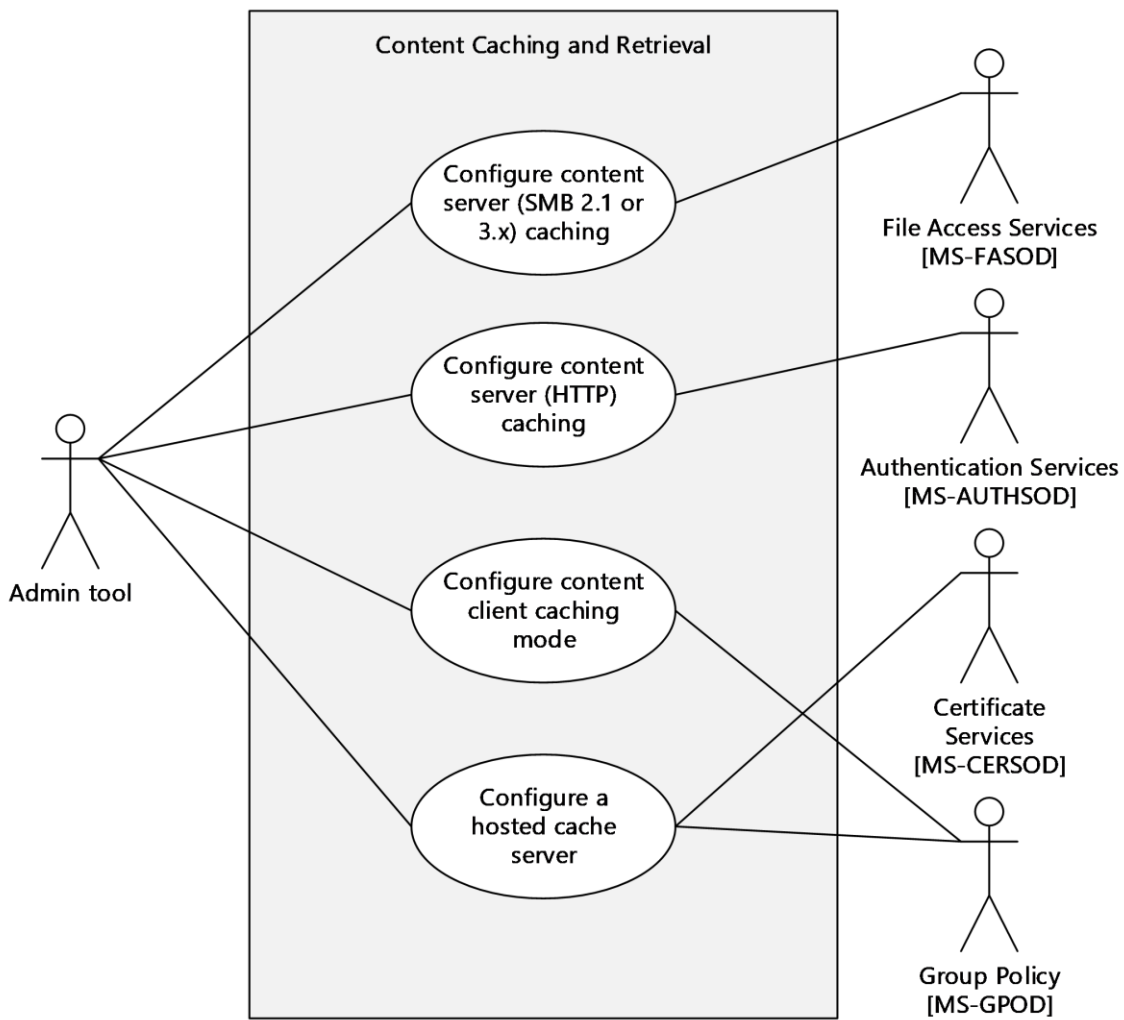 Content Caching and Retrieval
Configure content
server (SMB 2.1 or
3.x) caching
File Access Services
[MS-FASOD]
Configure content
server (HTTP)
caching
Authentication Services
[MS-AUTHSOD]
Admin tool
Configure content
client caching
mode
Certificate
Services
[MS-CERSOD]
Configure a
hosted cache
server
Group Policy
[MS-GPOD]